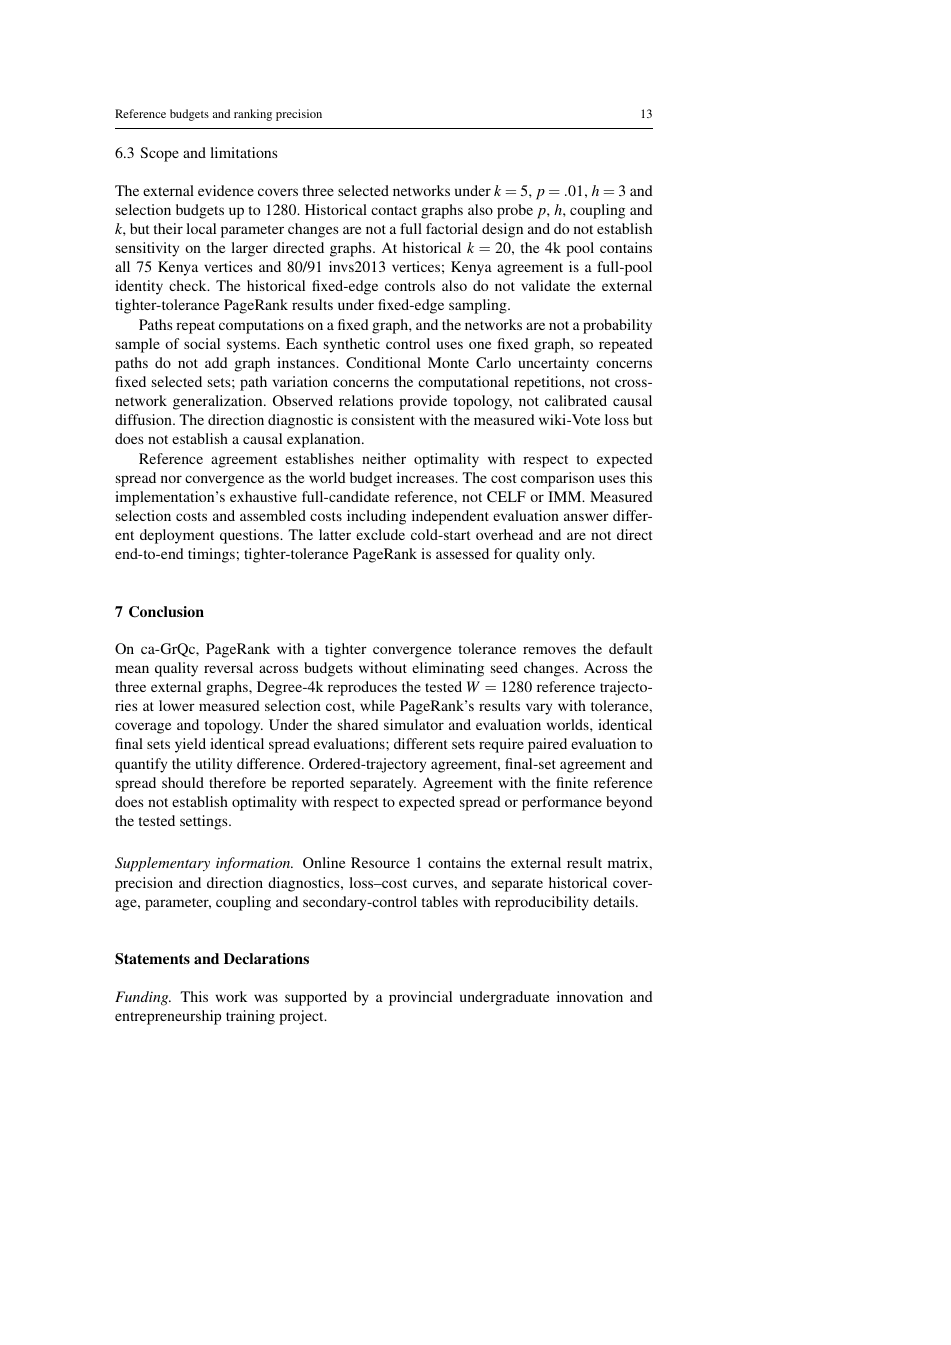 Reference budgets and ranking precision 13
6.3 Scope and limitations
The external evidence covers three selected networks under k = 5, p = .01, h = 3 and
selection budgets up to 1280. Historical contact graphs also probe p, h, coupling and
k, but their local parameter changes are not a full factorial design and do not establish
sensitivity on the larger directed graphs. At historical k = 20, the 4k pool contains
all 75 Kenya vertices and 80/91 invs2013 vertices; Kenya agreement is a full-pool
identity check. The historical fixed-edge controls also do not validate the external
tighter-tolerance PageRank results under fixed-edge sampling.
Paths repeat computations on a fixed graph, and the networks are not a probability
sample of social systems. Each synthetic control uses one fixed graph, so repeated
paths do not add graph instances. Conditional Monte Carlo uncertainty concerns
fixed selected sets; path variation concerns the computational repetitions, not cross-
network generalization. Observed relations provide topology, not calibrated causal
diffusion. The direction diagnostic is consistent with the measured wiki-Vote loss but
does not establish a causal explanation.
Reference agreement establishes neither optimality with respect to expected
spread nor convergence as the world budget increases. The cost comparison uses this
implementation's exhaustive full-candidate reference, not CELF or IMM. Measured
selection costs and assembled costs including independent evaluation answer differ-
ent deployment questions. The latter exclude cold-start overhead and are not direct
end-to-end timings; tighter-tolerance PageRank is assessed for quality only.
7 Conclusion
On ca-GrQc, PageRank with a tighter convergence tolerance removes the default
mean quality reversal across budgets without eliminating seed changes. Across the
three external graphs, Degree-4k reproduces the tested W = 1280 reference trajecto-
ries at lower measured selection cost, while PageRank's results vary with tolerance,
coverage and topology. Under the shared simulator and evaluation worlds, identical
final sets yield identical spread evaluations; different sets require paired evaluation to
quantify the utility difference. Ordered-trajectory agreement, final-set agreement and
spread should therefore be reported separately. Agreement with the finite reference
does not establish optimality with respect to expected spread or performance beyond
the tested settings.
Supplementary information. Online Resource 1 contains the external result matrix,
precision and direction diagnostics, loss–cost curves, and separate historical cover-
age, parameter, coupling and secondary-control tables with reproducibility details.
Statements and Declarations
Funding. This work was supported by a provincial undergraduate innovation and
entrepreneurship training project.